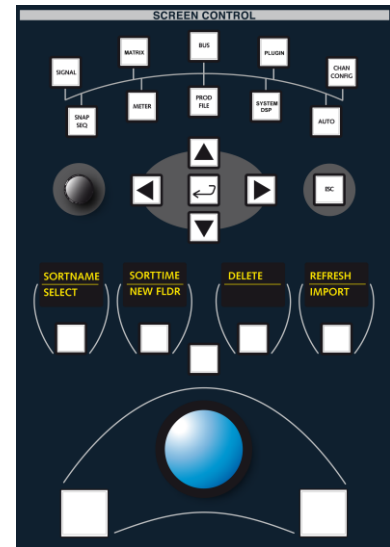 SCREEN CONTROL
BUS
MATRIX
PLUGIN
SIGNAL
CHAN
CONFIG
SNAP
SEQ
METER
PROD
FILE
SYSTEM
DSP
AUTO
ESC
SORTNAME
SELECT
SORTTIME
NEW FLDR
DELETE
REFRESH
IMPORT